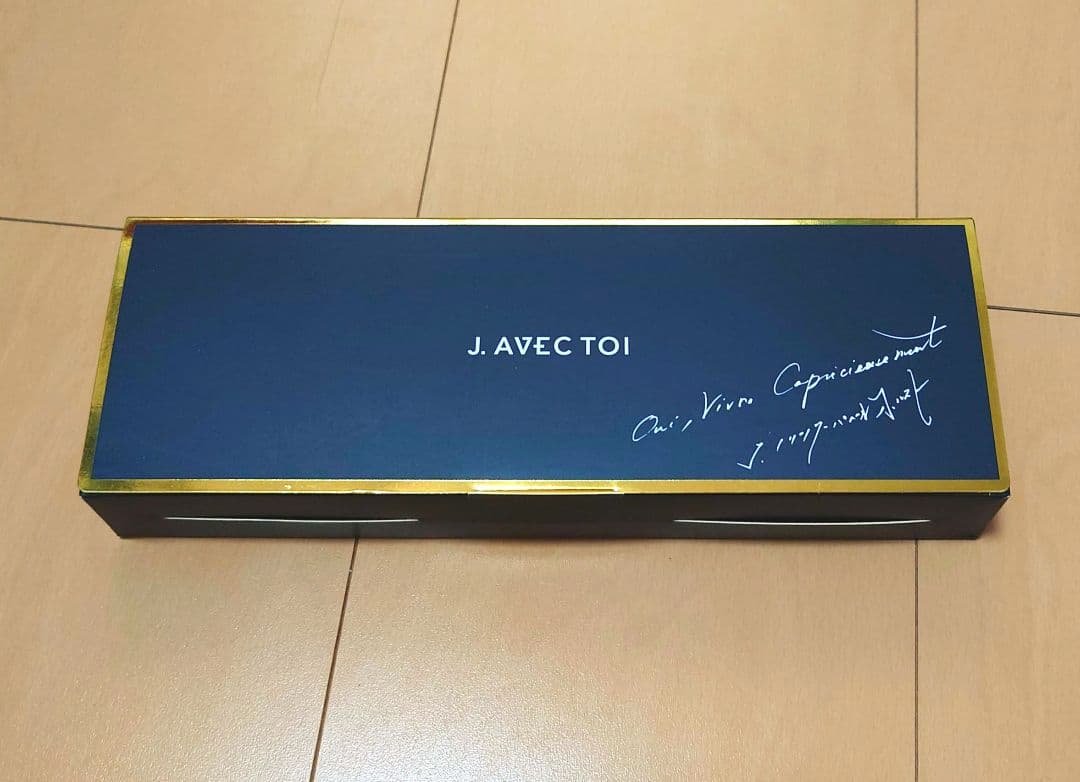 J. AVEC TOI
Oui, Vivre Capricieusement
J.